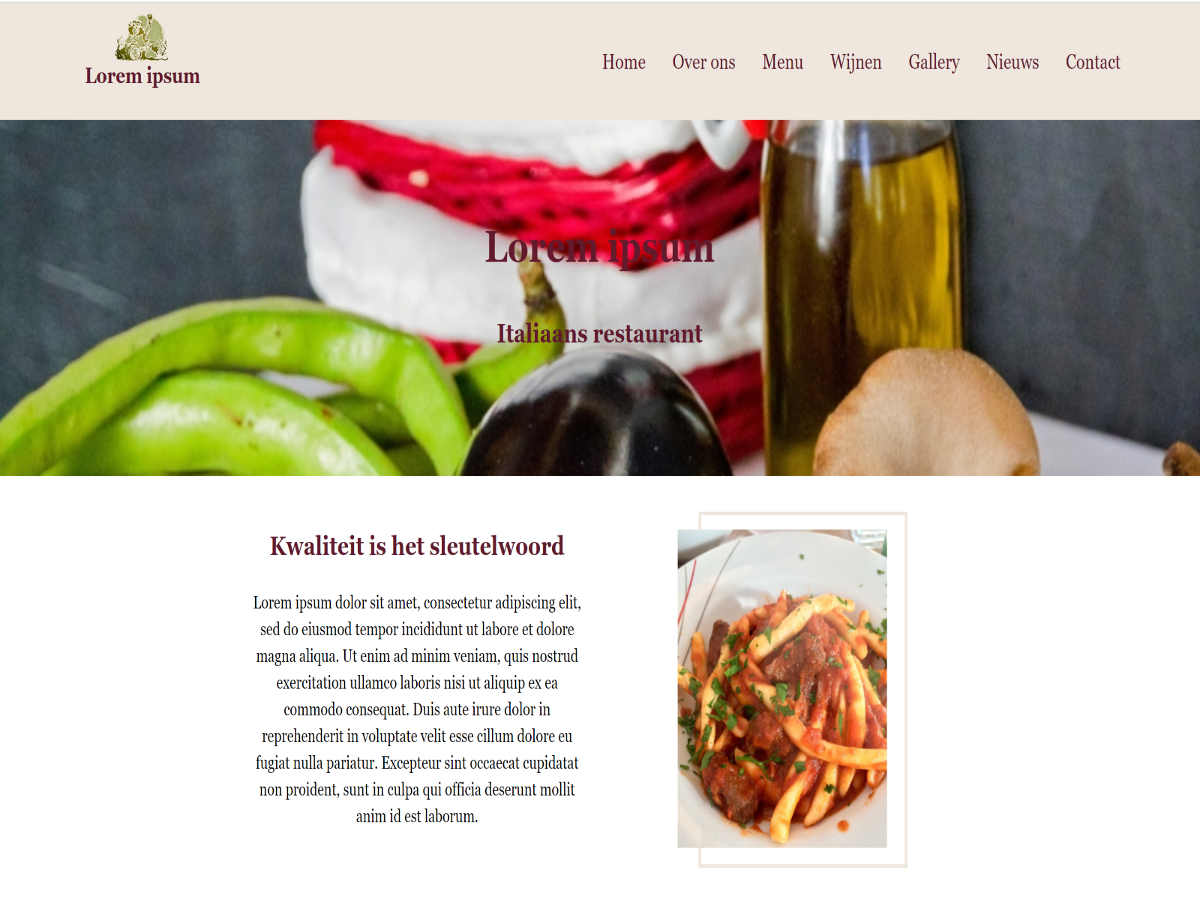 Lorem ipsum
Home Over ons Menu Wijnen Gallery Nieuws Contact
Lorem ipsum
Italiaans restaurant
Kwaliteit is het sleutelwoord
Lorem ipsum dolor sit amet, consectetur adipiscing elit,
sed do eiusmod tempor incididunt ut labore et dolore
magna aliqua. Ut enim ad minim veniam, quis nostrud
exercitation ullamco laboris nisi ut aliquip ex ea
commodo consequat. Duis aute irure dolor in
reprehenderit in voluptate velit esse cillum dolore eu
fugiat nulla pariatur. Excepteur sint occaecat cupidatat
non proident, sunt in culpa qui officia deserunt mollit
anim id est laborum.